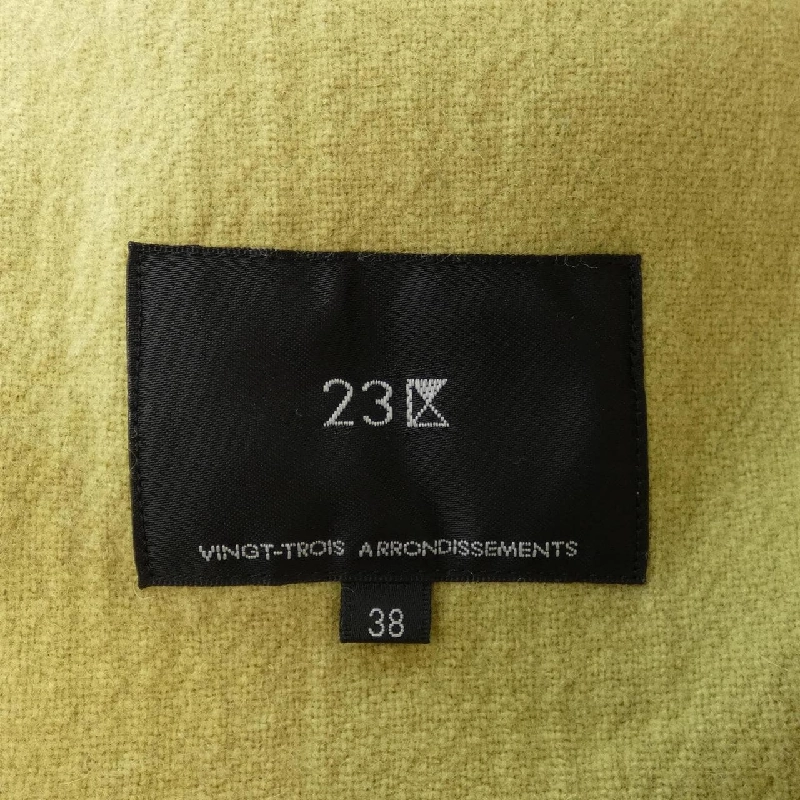 23区
VINGT-TROIS ARRONDISSEMENTS
38